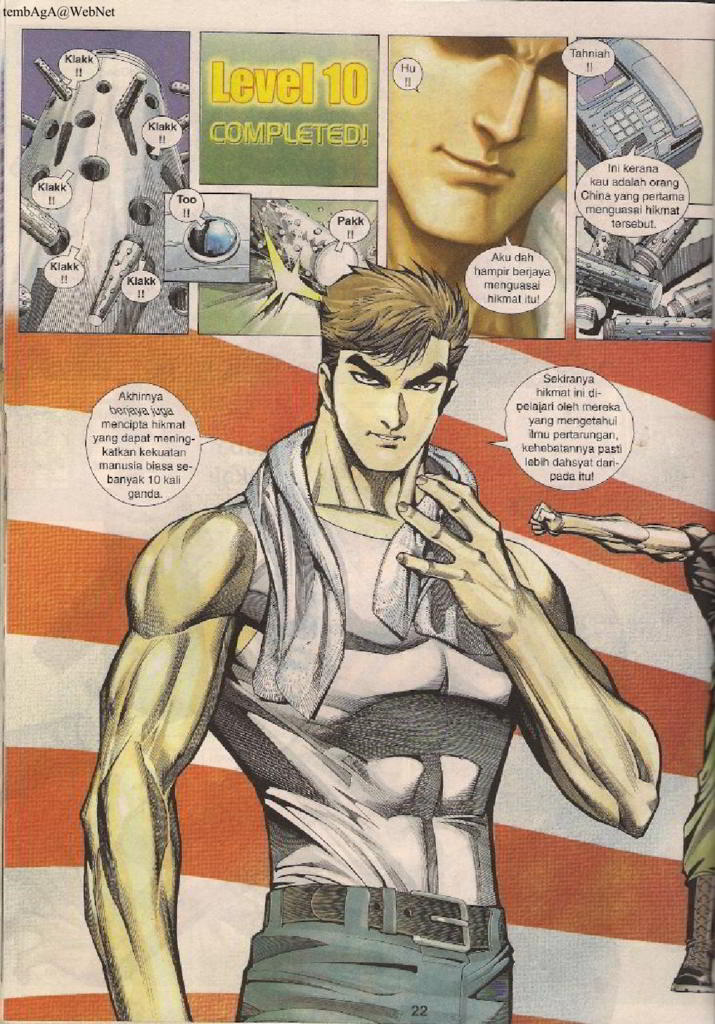 tembAgA@WebNet
Klakk
!!
Klakk
!!
Klakk
!!
Klakk
!!
Klakk
!!
Level 10
COMPLETED!
Too
!!
Pakk
!!
Hu
!!
Aku dah
hampir berjaya
menguasai
hikmat itu!
Tahniah
!!
Ini kerana
kau adalah orang
China yang pertama
menguasai hikmat
tersebut.
Akhirnya
berjaya juga
mencipta hikmat
yang dapat mening-
katkan kekuatan
manusia biasa se-
banyak 10 kali
ganda.
Sekiranya
hikmat ini di-
pelajari oleh mereka
yang mengetahui
ilmu pertarungan,
kehebatannya pasti
lebih dahsyat dari-
pada itu!
22